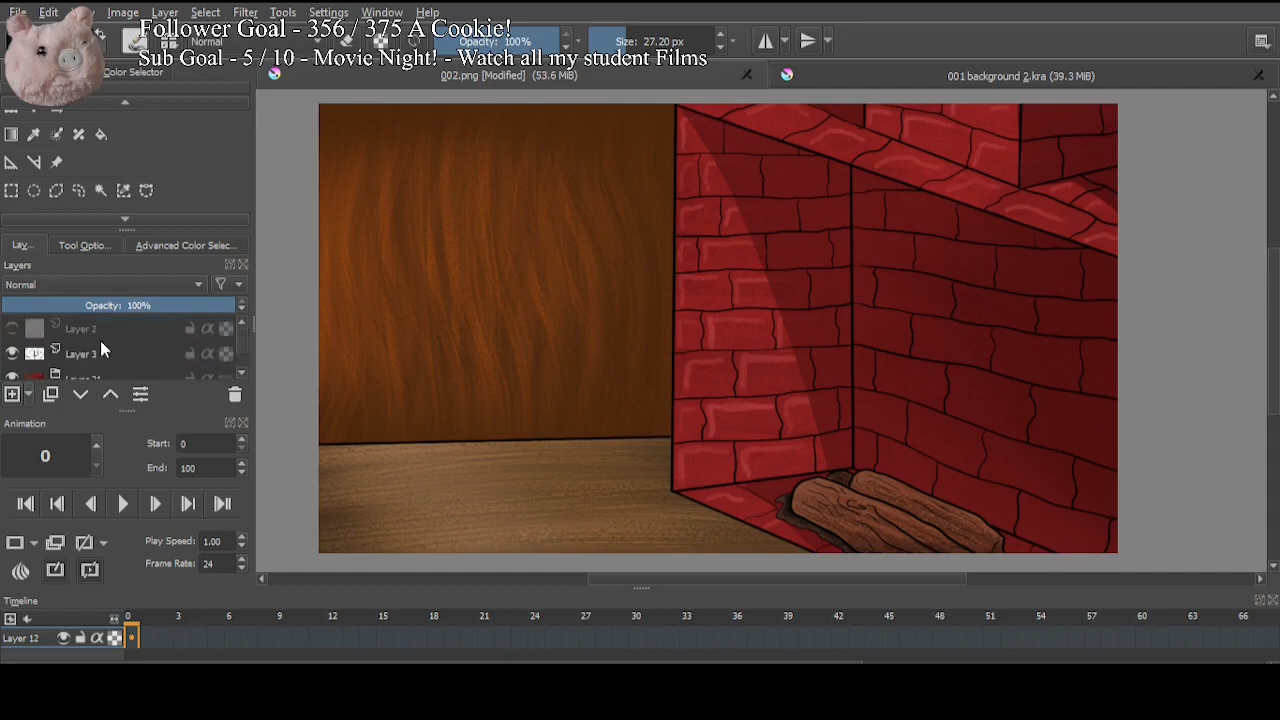 File Edit View Image Layer Select Filter Tools Settings Window Help
Follower Goal - 356 / 375 A Cookie!
Normal Opacity: 100% Size: 27.20 px
Sub Goal - 5 / 10 - Movie Night! - Watch all my student Films
Color Selector
002.png [Modified] (53.6 MiB)
001 background 2.kra (39.3 MiB)
Lay... Tool Optio... Advanced Color Selec...
Layers
Normal
Opacity: 100%
Layer 2
Layer 3
Animation
0
Start: 0
End: 100
Play Speed: 1.00
Frame Rate: 24
Timeline
0 3 6 9 12 15 18 21 24 27 30 33 36 39 42 45 48 51 54 57 60 63 66
Layer 12